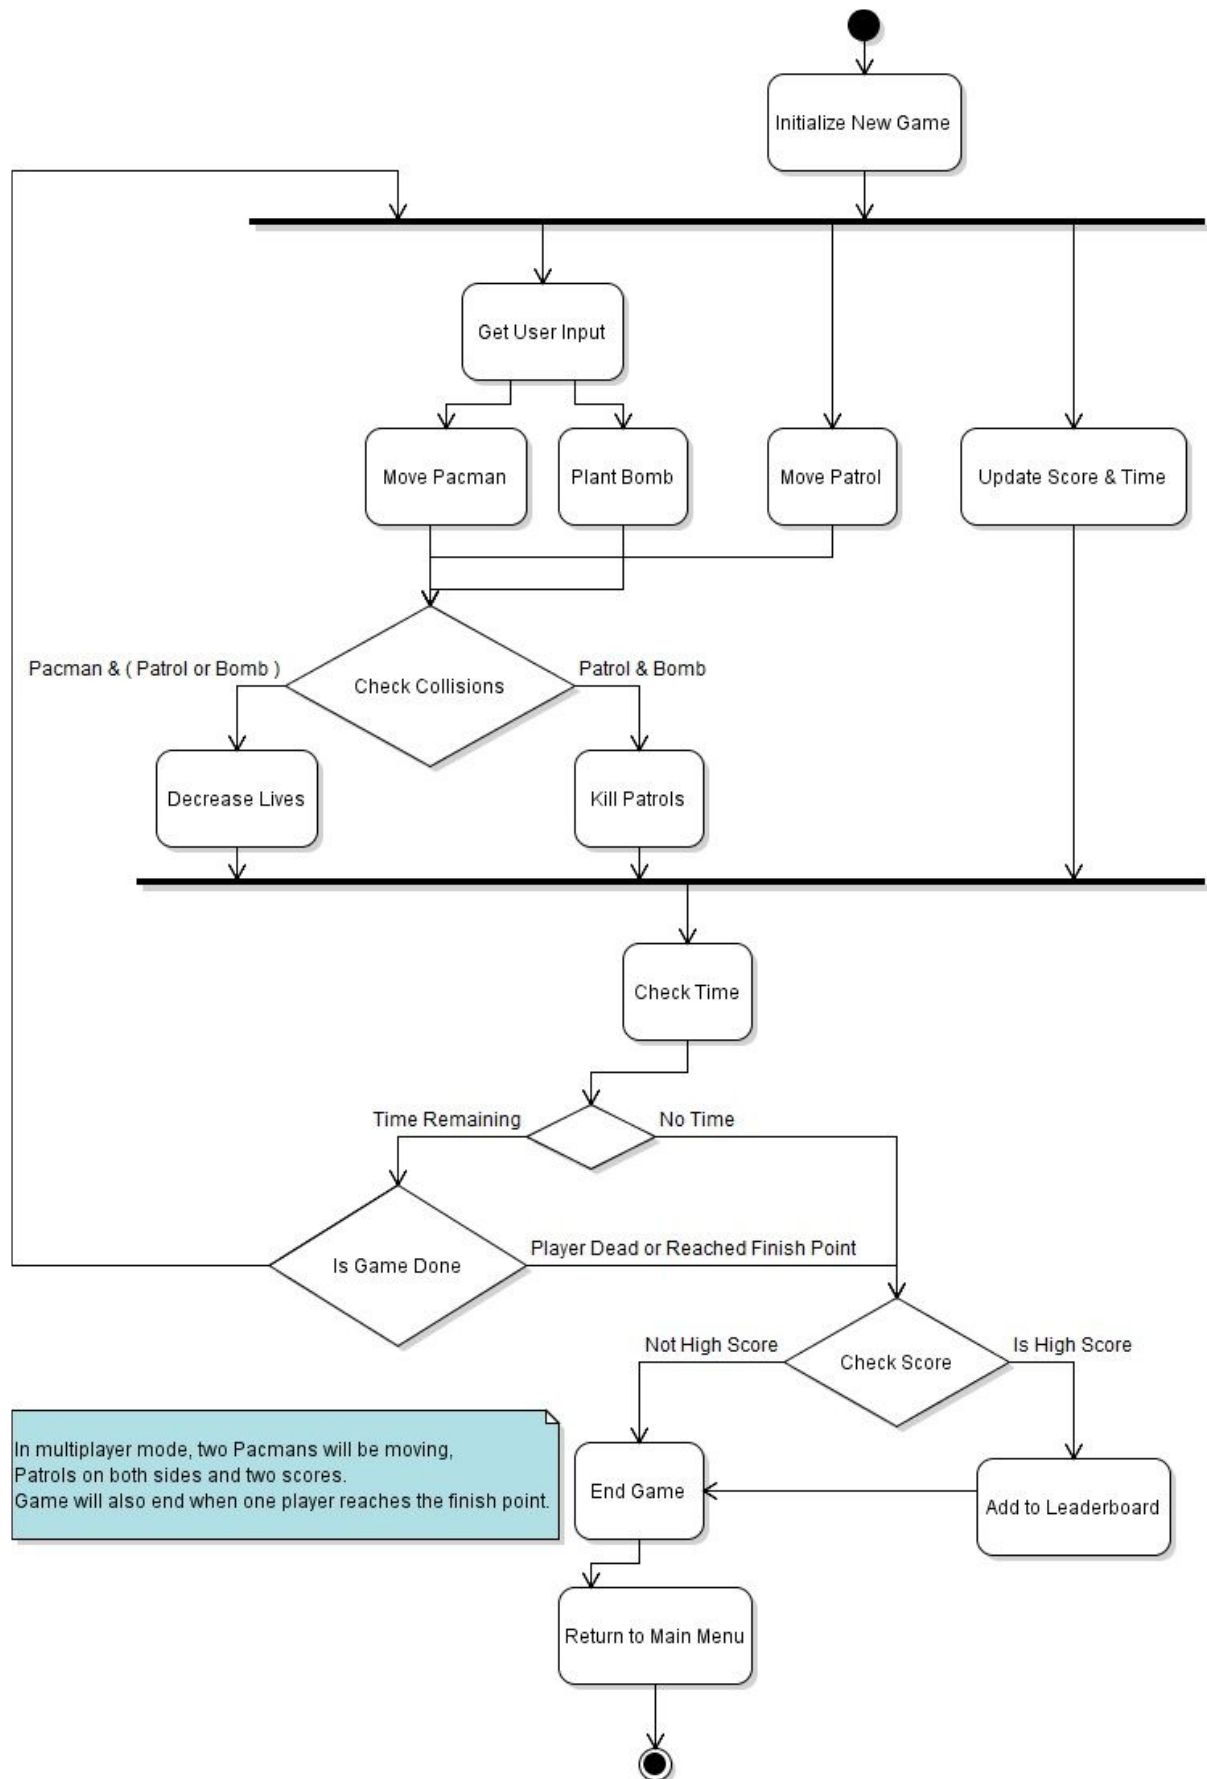 Initialize New Game
Get User Input
Move Pacman
Plant Bomb
Move Patrol
Update Score & Time
Pacman & ( Patrol or Bomb )
Patrol & Bomb
Check Collisions
Decrease Lives
Kill Patrols
Check Time
Time Remaining
No Time
Player Dead or Reached Finish Point
Is Game Done
Not High Score
Is High Score
Check Score
In multiplayer mode, two Pacmans will be moving,
Patrols on both sides and two scores.
Game will also end when one player reaches the finish point.
End Game
Add to Leaderboard
Return to Main Menu